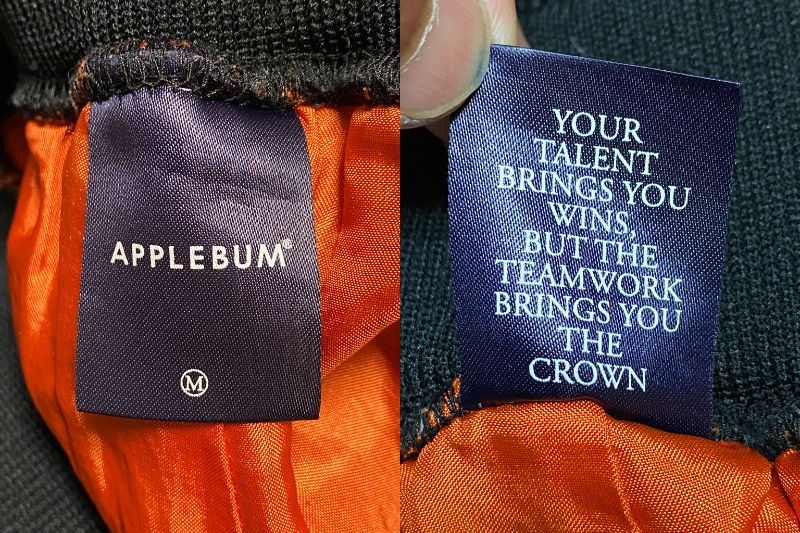 APPLEBUM®
M
YOUR
TALENT
BRINGS YOU
WINS,
BUT THE
TEAMWORK
BRINGS YOU
THE
CROWN